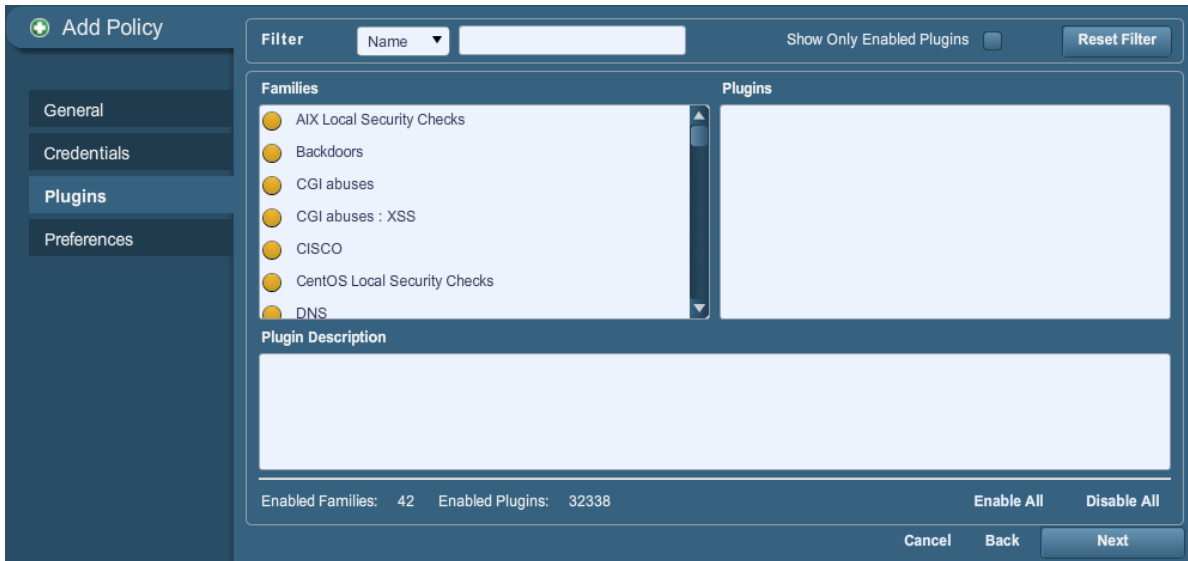 Add Policy
General
Credentials
Plugins
Preferences
Filter Name Show Only Enabled Plugins Reset Filter
Families Plugins
AIX Local Security Checks
Backdoors
CGI abuses
CGI abuses : XSS
CISCO
CentOS Local Security Checks
DNS
Plugin Description
Enabled Families: 42 Enabled Plugins: 32338 Enable All Disable All
Cancel Back Next